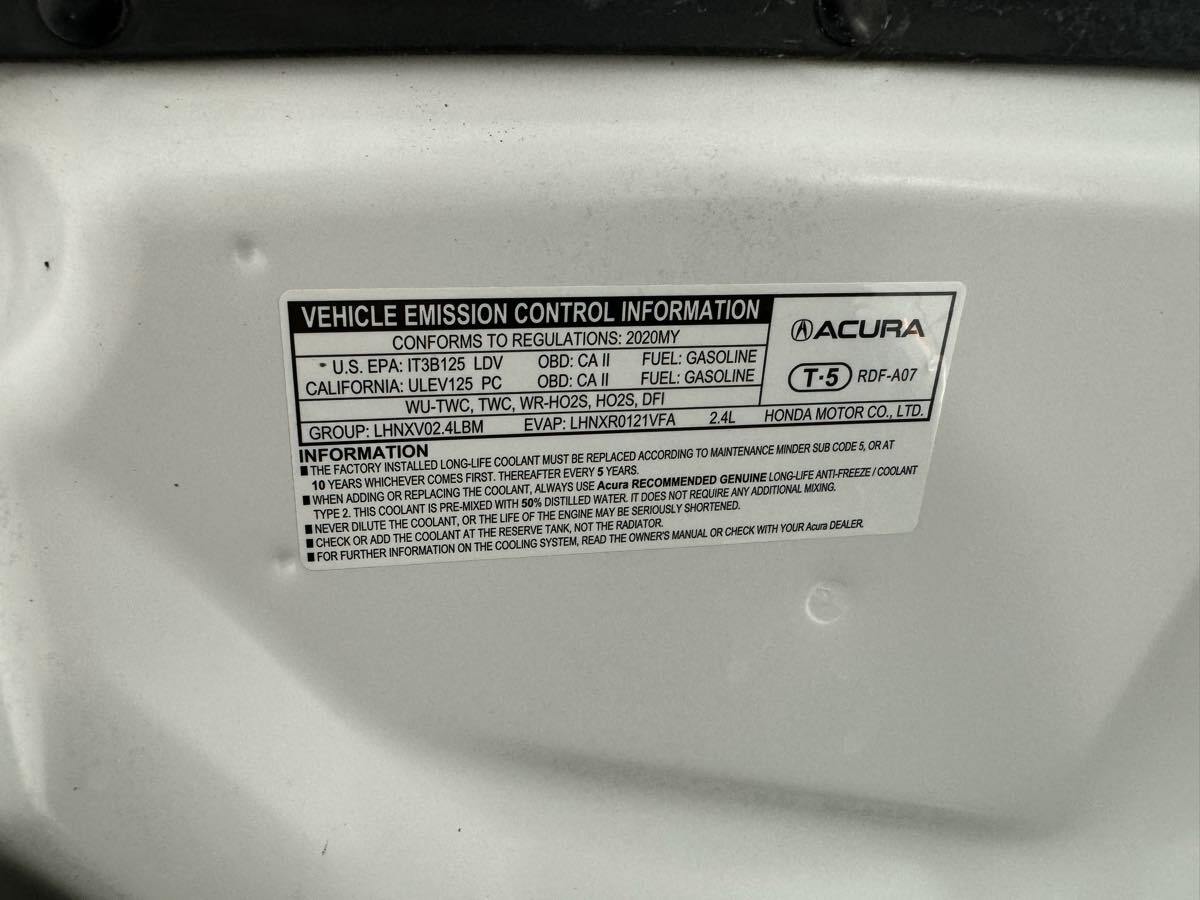 VEHICLE EMISSION CONTROL INFORMATION
CONFORMS TO REGULATIONS: 2020MY
U.S. EPA: IT3B125 LDV OBD: CA II FUEL: GASOLINE
CALIFORNIA: ULEV125 PC OBD: CA II FUEL: GASOLINE
WU-TWC, TWC, WR-HO2S, HO2S, DFI
GROUP: LHNXV02.4LBM EVAP: LHNXR0121VFA 2.4L HONDA MOTOR CO., LTD.
ACURA
T·5 RDF-A07
INFORMATION
■ THE FACTORY INSTALLED LONG-LIFE COOLANT MUST BE REPLACED ACCORDING TO MAINTENANCE MINDER SUB CODE 5, OR AT
10 YEARS WHICHEVER COMES FIRST. THEREAFTER EVERY 5 YEARS.
■ WHEN ADDING OR REPLACING THE COOLANT, ALWAYS USE Acura RECOMMENDED GENUINE LONG-LIFE ANTI-FREEZE / COOLANT
TYPE 2. THIS COOLANT IS PRE-MIXED WITH 50% DISTILLED WATER. IT DOES NOT REQUIRE ANY ADDITIONAL MIXING.
■ NEVER DILUTE THE COOLANT, OR THE LIFE OF THE ENGINE MAY BE SERIOUSLY SHORTENED.
■ CHECK OR ADD THE COOLANT AT THE RESERVE TANK, NOT THE RADIATOR.
■ FOR FURTHER INFORMATION ON THE COOLING SYSTEM, READ THE OWNER'S MANUAL OR CHECK WITH YOUR Acura DEALER.